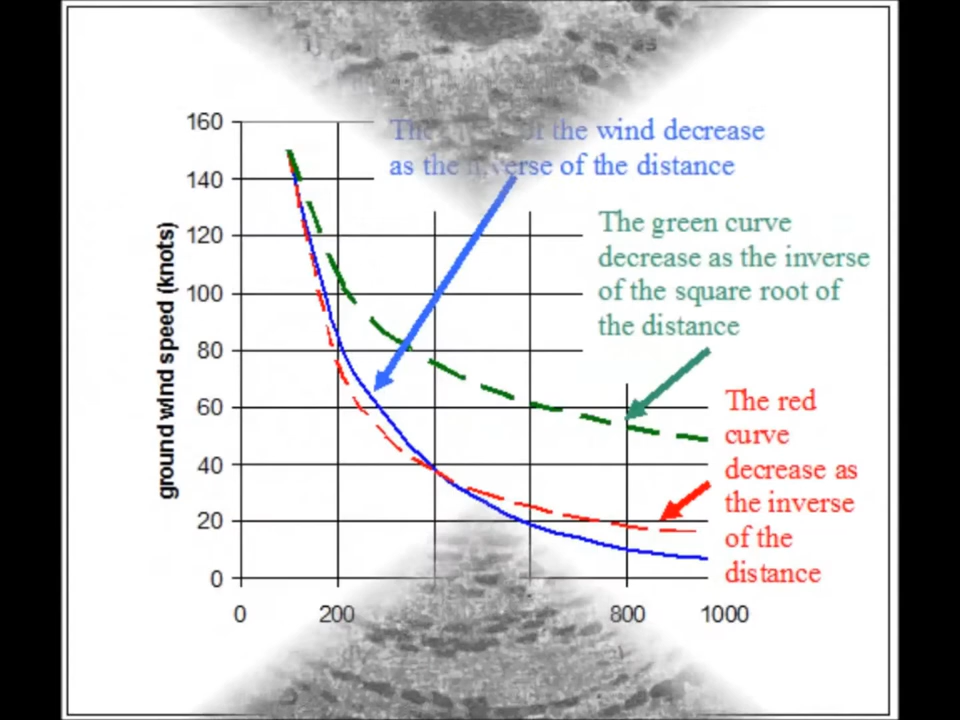 The of the wind decrease
as the inverse of the distance
The green curve
decrease as the inverse
of the square root of
the distance
The red
curve
decrease as
the inverse
of the
distance
ground wind speed (knots)
160
140
120
100
80
60
40
20
0
0 200 800 1000